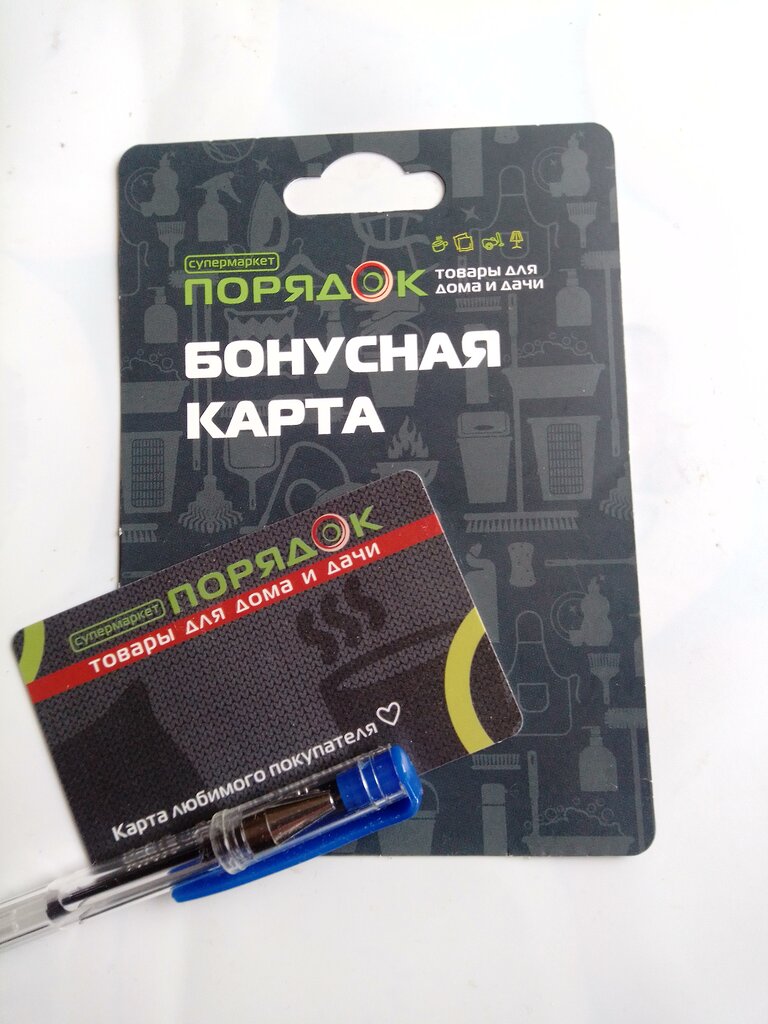 супермаркет
ПОРЯДОК
товары для
дома и дачи
БОНУСНАЯ
КАРТА
супермаркет ПОРЯДОК
товары для дома и дачи
Карта любимого покупателя